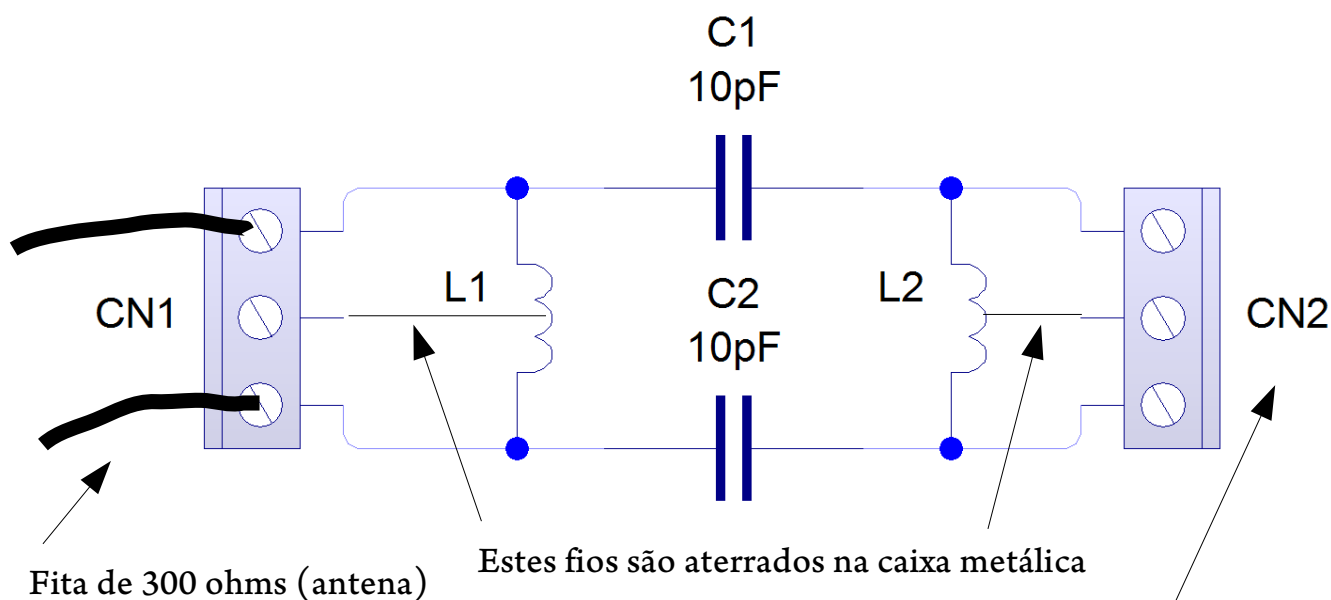 C1
10pF
L1
C2
10pF
L2
CN1
CN2
Estes fios são aterrados na caixa metálica
Fita de 300 ohms (antena)